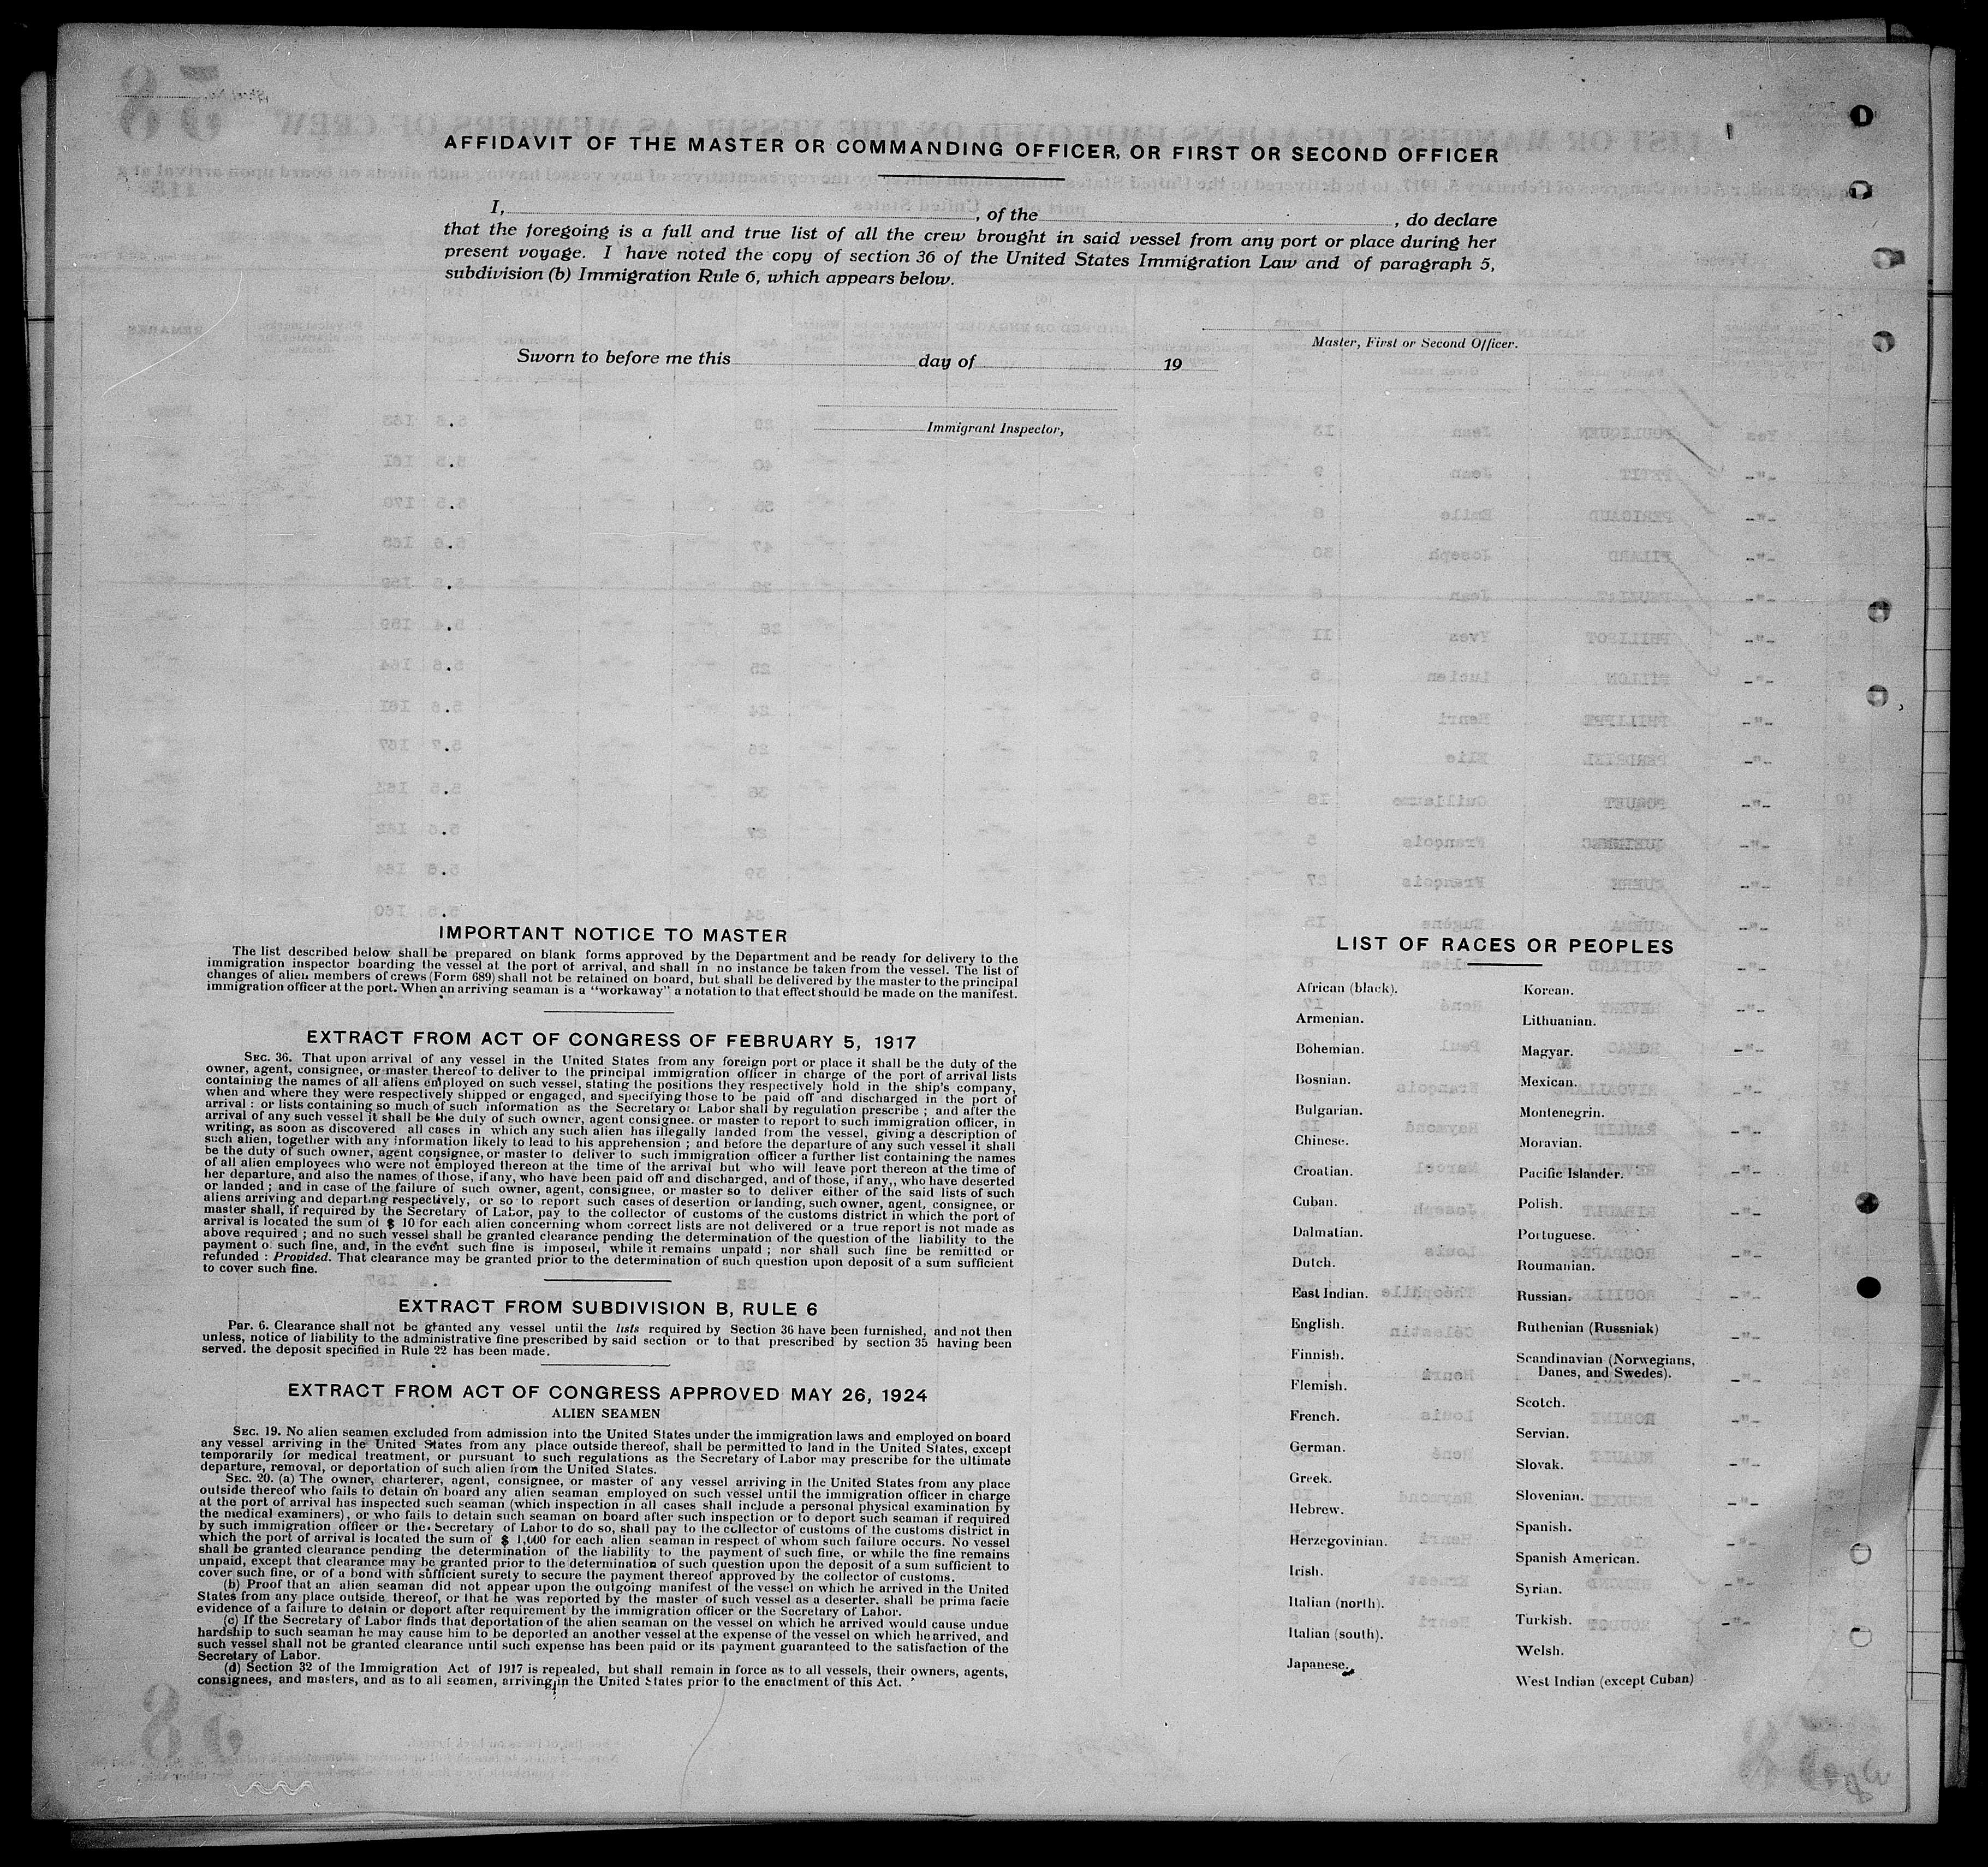 AFFIDAVIT OF THE MASTER OR COMMANDING OFFICER, OR FIRST OR SECOND OFFICER
I, , of the , do declare
that the foregoing is a full and true list of all the crew brought in said vessel from any port or place during her
present voyage. I have noted the copy of section 36 of the United States Immigration Law and of paragraph 5,
subdivision (b) Immigration Rule 6, which appears below.
Master, First or Second Officer.
Sworn to before me this day of 19
Immigrant Inspector,
IMPORTANT NOTICE TO MASTER
The list described below shall be prepared on blank forms approved by the Department and be ready for delivery to the
immigration inspector boarding the vessel at the port of arrival, and shall in no instance be taken from the vessel. The list of
changes of alien members of crews (Form 689) shall not be retained on board, but shall be delivered by the master to the principal
immigration officer at the port. When an arriving seaman is a "workaway" a notation to that effect should be made on the manifest.
EXTRACT FROM ACT OF CONGRESS OF FEBRUARY 5, 1917
SEC. 36. That upon arrival of any vessel in the United States from any foreign port or place it shall be the duty of the
owner, agent, consignee, or master thereof to deliver to the principal immigration officer in charge of the port of arrival lists
containing the names of all aliens employed on such vessel, stating the positions they respectively hold in the ship's company,
when and where they were respectively shipped or engaged, and specifying those to be paid off and discharged in the port of
arrival : or lists containing so much of such information as the Secretary of Labor shall by regulation prescribe ; and after the
arrival of any such vessel it shall be the duty of such owner, agent consignee. or master to report to such immigration officer, in
writing, as soon as discovered all cases in which any such alien has illegally landed from the vessel, giving a description of
such alien, together with any information likely to lead to his apprehension ; and before the departure of any such vessel it shall
be the duty of such owner, agent consignee, or master to deliver to such immigration officer a further list containing the names
of all alien employees who were not employed thereon at the time of the arrival but who will leave port thereon at the time of
her departure, and also the names of those, if any, who have been paid off and discharged, and of those, if any,, who have deserted
or landed ; and in case of the failure of such owner, agent, consignee, or master so to deliver either of the said lists of such
aliens arriving and departing respectively, or so to report such cases of desertion or landing, such owner, agent, consignee, or
master shall, if required by the Secretary of Labor, pay to the collector of customs of the customs district in which the port of
arrival is located the sum of $ 10 for each alien concerning whom correct lists are not delivered or a true report is not made as
above required ; and no such vessel shall be granted clearance pending the determination of the question of the liability to the
payment of such fine, and, in the event such fine is imposed, while it remains unpaid ; nor shall such fine be remitted or
refunded : Provided. That clearance may be granted prior to the determination of such question upon deposit of a sum sufficient
to cover such fine.
EXTRACT FROM SUBDIVISION B, RULE 6
Par. 6. Clearance shall not be granted any vessel until the lists required by Section 36 have been furnished, and not then
unless, notice of liability to the administrative fine prescribed by said section or to that prescribed by section 35 having been
served. the deposit specified in Rule 22 has been made.
EXTRACT FROM ACT OF CONGRESS APPROVED MAY 26, 1924
ALIEN SEAMEN
SEC. 19. No alien seamen excluded from admission into the United States under the immigration laws and employed on board
any vessel arriving in the United States from any place outside thereof, shall be permitted to land in the United States, except
temporarily for medical treatment, or pursuant to such regulations as the Secretary of Labor may prescribe for the ultimate
departure, removal, or deportation of such alien from the United States.
SEC. 20. (a) The owner, charterer, agent, consignee, or master of any vessel arriving in the United States from any place
outside thereof who fails to detain on board any alien seaman employed on such vessel until the immigration officer in charge
at the port of arrival has inspected such seaman (which inspection in all cases shall include a personal physical examination by
the medical examiners), or who fails to detain such seaman on board after such inspection or to deport such seaman if required
by such immigration officer or the Secretary of Labor to do so, shall pay to the collector of customs of the customs district in
which the port of arrival is located the sum of $ 1,000 for each alien seaman in respect of whom such failure occurs. No vessel
shall be granted clearance pending the determination of the liability to the payment of such fine, or while the fine remains
unpaid, except that clearance may be granted prior to the determination of such question upon the deposit of a sum sufficient to
cover such fine, or of a bond with sufficient surely to secure the payment thereof approved by the collector of customs.
(b) Proof that an alien seaman did not appear upon the outgoing manifest of the vessel on which he arrived in the United
States from any place outside thereof, or that he was reported by the master of such vessel as a deserter. shall be prima facie
evidence of a failure to detain or deport after requirement by the immigration officer or the Secretary of Labor.
(c) If the Secretary of Labor finds that deportation of the alien seaman on the vessel on which he arrived would cause undue
hardship to such seaman he may cause him to be deported an another vessel at the expense of the vessel on which he arrived, and
such vessel shall not be granted clearance until such expense has been paid or its payment guaranteed to the satisfaction of the
Secretary of Labor.
(d) Section 32 of the Immigration Act of 1917 is repealed, but shall remain in force as to all vessels, their owners, agents,
consignees, and masters, and as to all seamen, arriving in the United States prior to the enactment of this Act.
LIST OF RACES OR PEOPLES
African (black).
Armenian.
Bohemian.
Bosnian.
Bulgarian.
Chinese.
Croatian.
Cuban.
Dalmatian.
Dutch.
East Indian.
English.
Finnish.
Flemish.
French.
German.
Greek.
Hebrew.
Herzegovinian.
Irish.
Italian (north).
Italian (south).
Japanese.
Korean.
Lithuanian.
Magyar.
Mexican.
Montenegrin.
Moravian.
Pacific Islander.
Polish.
Portuguese.
Roumanian.
Russian.
Ruthenian (Russniak)
Scandinavian (Norwegians,
Danes, and Swedes).
Scotch.
Servian.
Slovak.
Slovenian.
Spanish.
Spanish American.
Syrian.
Turkish.
Welsh.
West Indian (except Cuban)